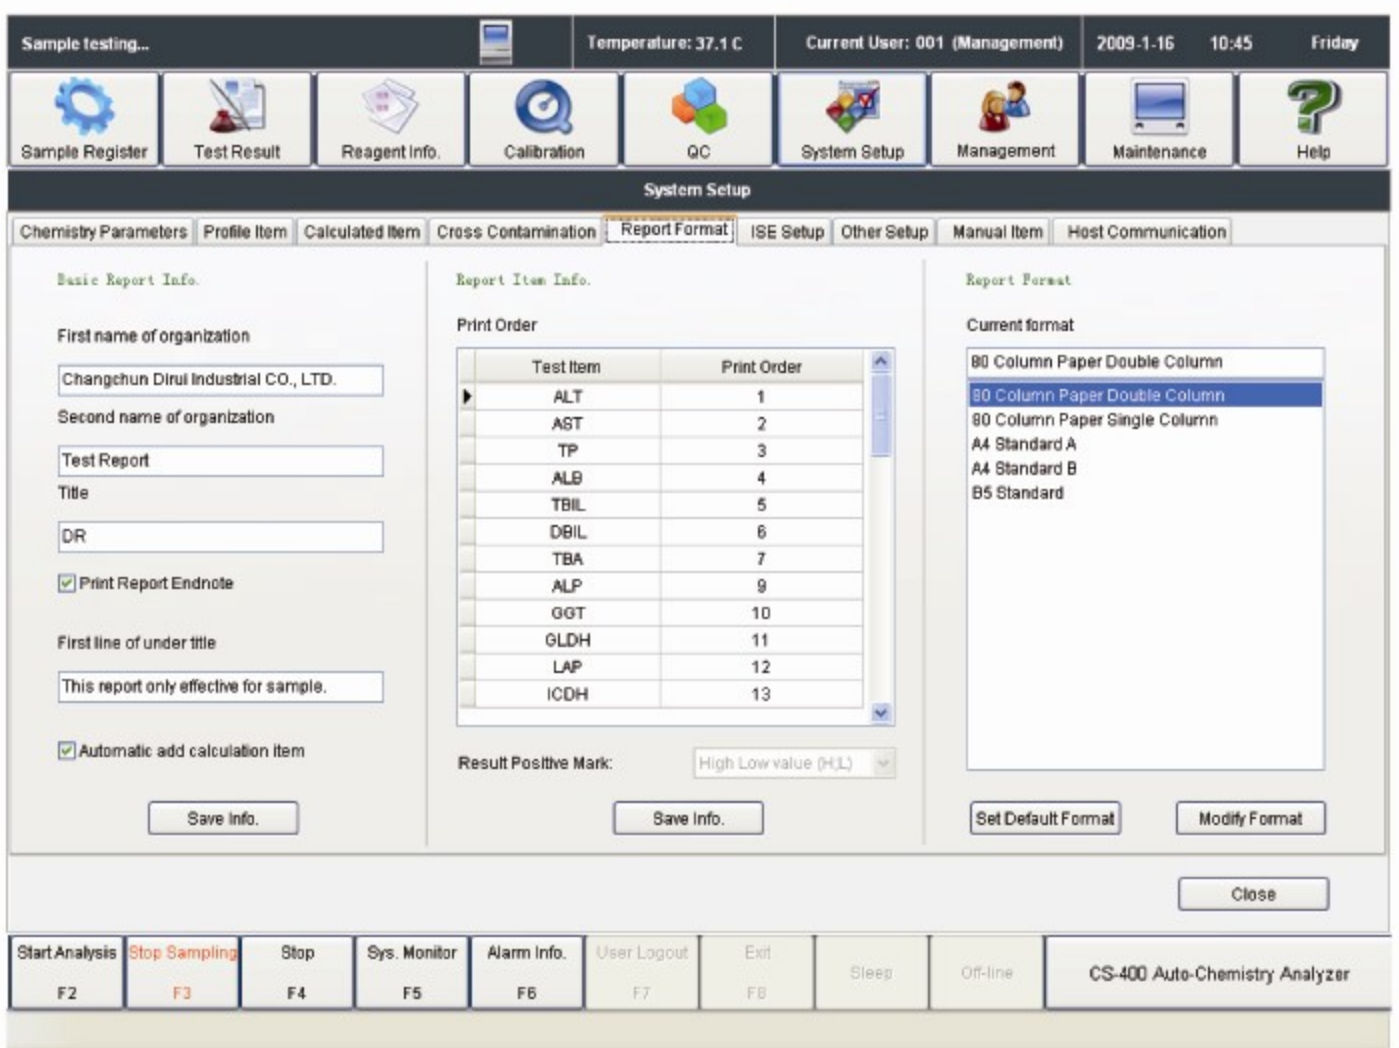 Sample testing...
Temperature: 37.1 C
Current User: 001 (Management)
2009-1-16 10:45 Friday
Sample Register
Test Result
Reagent Info.
Calibration
QC
System Setup
Management
Maintenance
Help
System Setup
Chemistry Parameters
Profile Item
Calculated Item
Cross Contamination
Report Format
ISE Setup
Other Setup
Manual Item
Host Communication
Basic Report Info.
First name of organization
Changchun Dirui Industrial CO., LTD.
Second name of organization
Test Report
Title
DR
Print Report Endnote
First line of under title
This report only effective for sample.
Automatic add calculation item
Save Info.
Report Item Info.
Print Order
Test Item Print Order
ALT 1
AST 2
TP 3
ALB 4
TBIL 5
DBIL 6
TBA 7
ALP 9
GGT 10
GLDH 11
LAP 12
ICDH 13
Result Positive Mark:
High Low value (H;L)
Save Info.
Report Format
Current format
80 Column Paper Double Column
80 Column Paper Double Column
80 Column Paper Single Column
A4 Standard A
A4 Standard B
B5 Standard
Set Default Format
Modify Format
Close
Start Analysis
F2
Stop Sampling
F3
Stop
F4
Sys. Monitor
F5
Alarm Info.
F6
User Logout
F7
Exit
F8
Sleep
Off-line
CS-400 Auto-Chemistry Analyzer